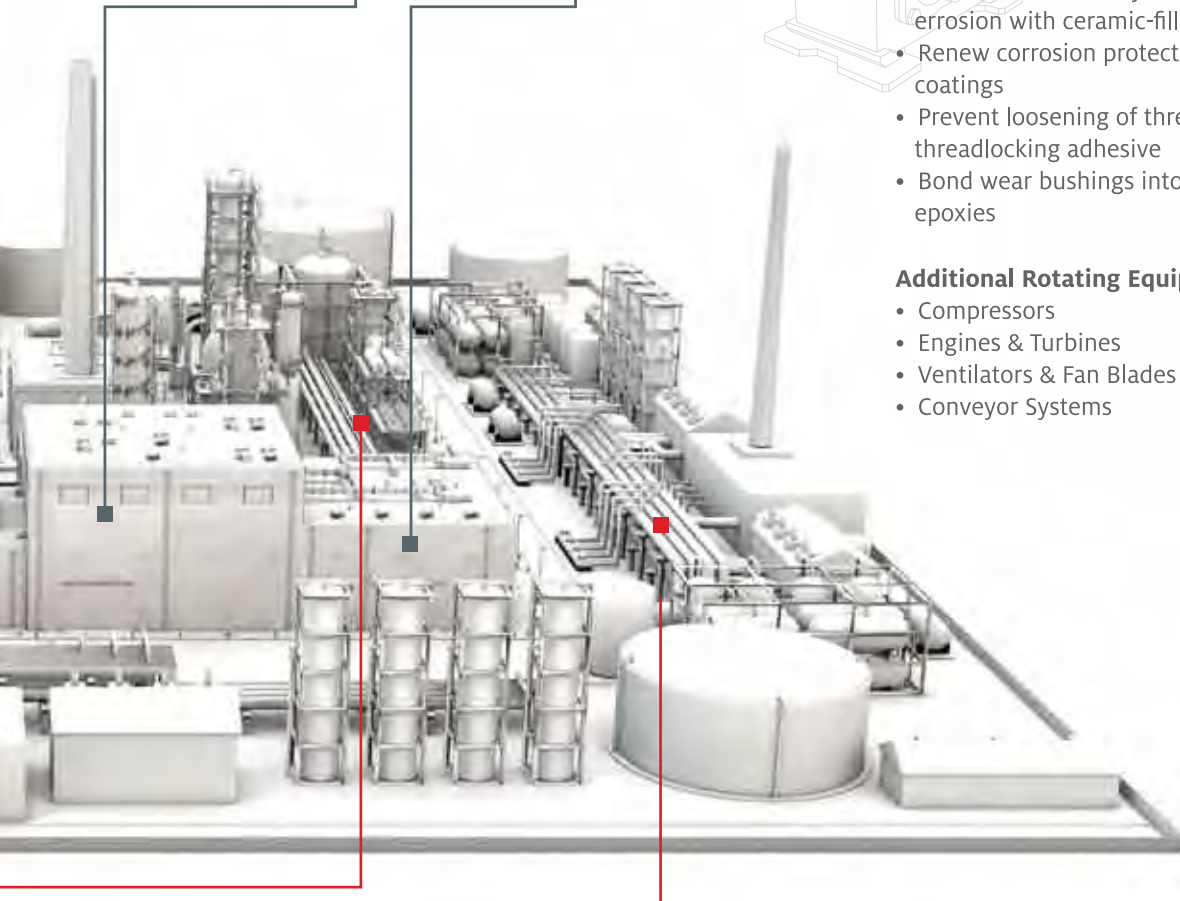 errosion with ceramic-fill
• Renew corrosion protect
coatings
• Prevent loosening of thre
threadlocking adhesive
• Bond wear bushings into
epoxies
Additional Rotating Equip
• Compressors
• Engines & Turbines
• Ventilators & Fan Blades
• Conveyor Systems